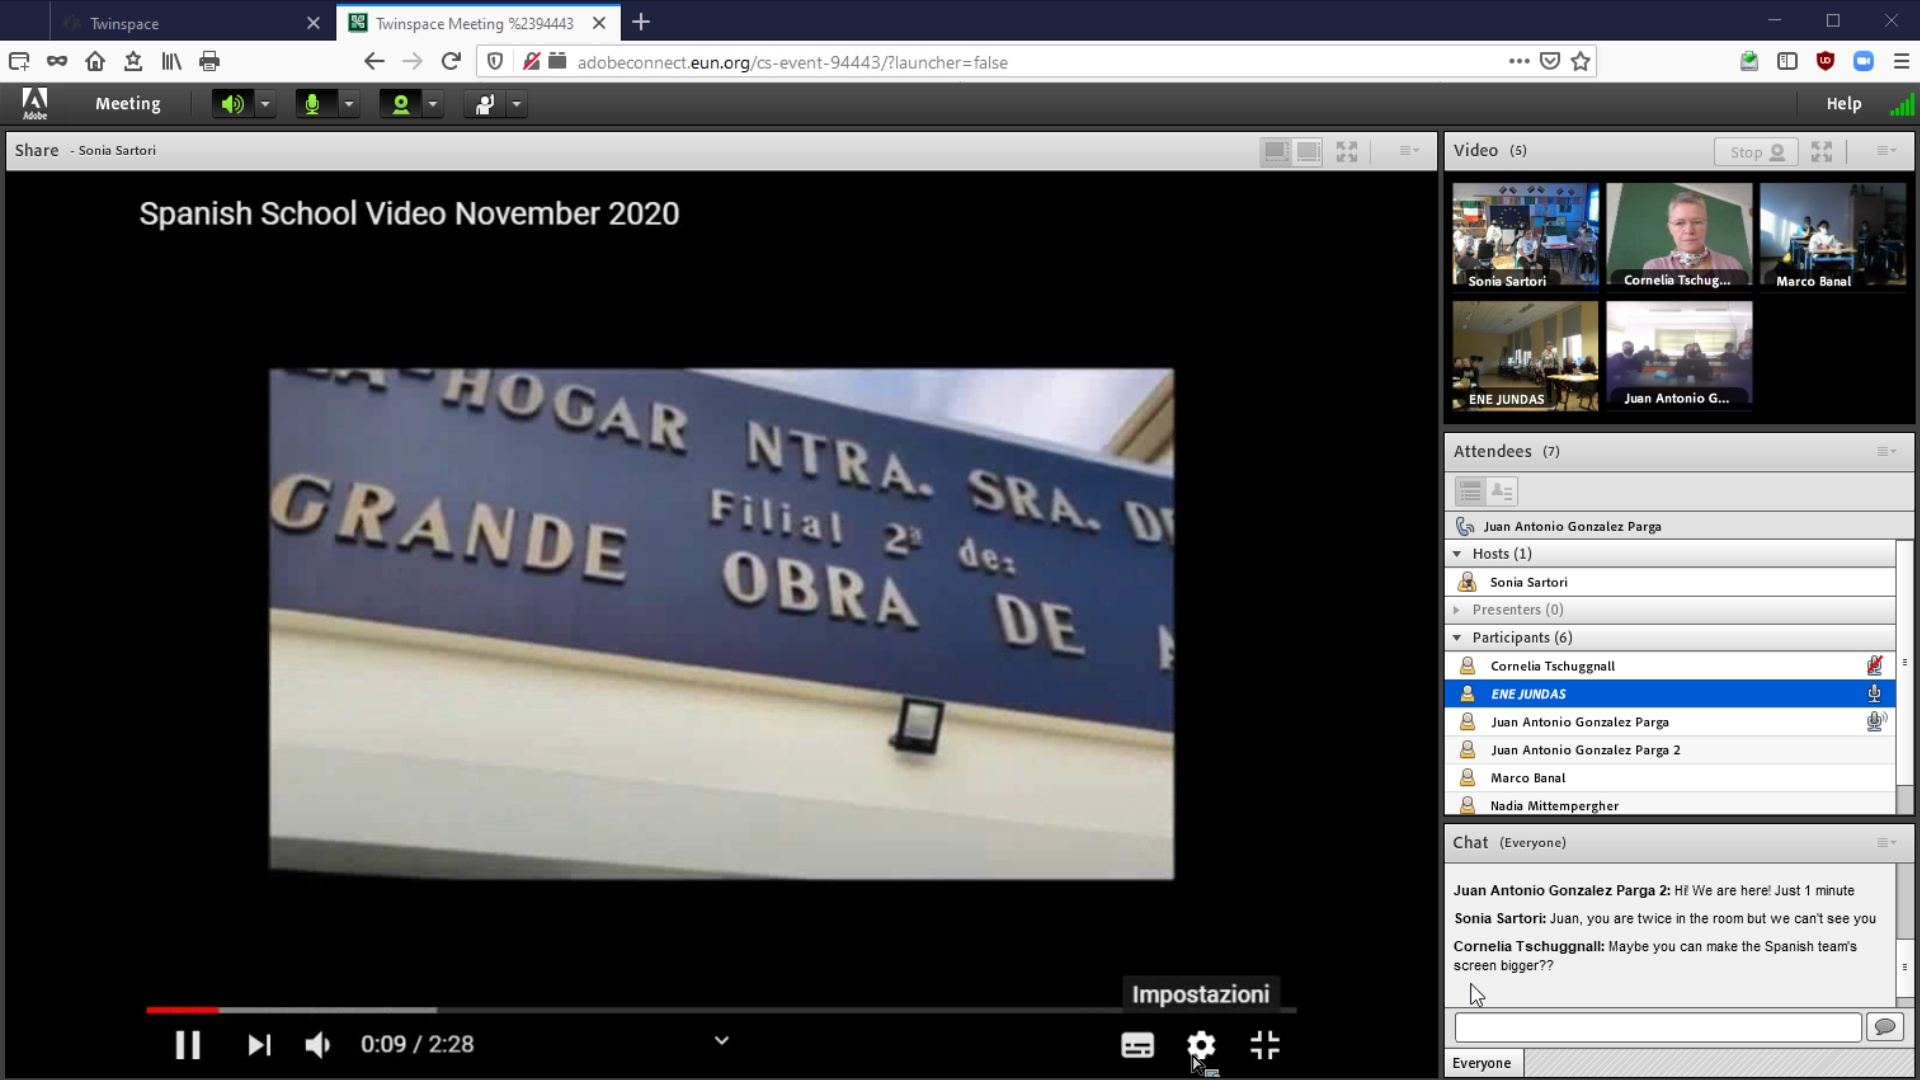 Twinspace
Twinspace Meeting %2394443
adobeconnect.eun.org/cs-event-94443/?launcher=false
Adobe
Meeting
Help
Share - Sonia Sartori
Spanish School Video November 2020
HOGAR NTRA. SRA. DE
Filial 2ª de:
GRANDE OBRA DE
Impostazioni
0:09 / 2:28
Video (5)
Stop
Sonia Sartori
Cornelia Tschug...
Marco Banal
ENE JUNDAS
Juan Antonio G...
Attendees (7)
Juan Antonio Gonzalez Parga
Hosts (1)
Sonia Sartori
Presenters (0)
Participants (6)
Cornelia Tschuggnall
ENE JUNDAS
Juan Antonio Gonzalez Parga
Juan Antonio Gonzalez Parga 2
Marco Banal
Nadia Mittempergher
Chat (Everyone)
Juan Antonio Gonzalez Parga 2: Hi! We are here! Just 1 minute
Sonia Sartori: Juan, you are twice in the room but we can't see you
Cornelia Tschuggnall: Maybe you can make the Spanish team's
screen bigger??
Everyone